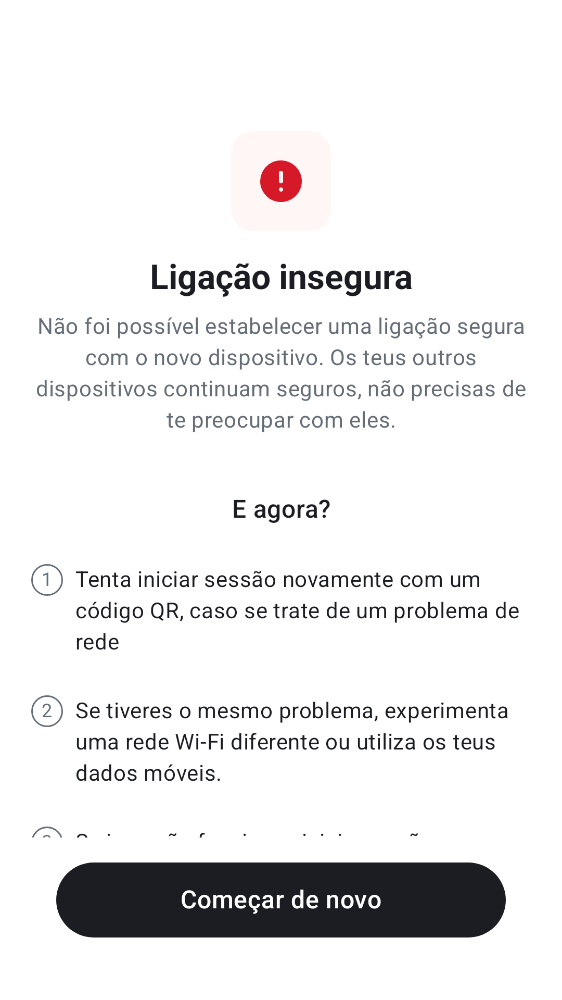 Ligação insegura
Não foi possível estabelecer uma ligação segura
com o novo dispositivo. Os teus outros
dispositivos continuam seguros, não precisas de
te preocupar com eles.
E agora?
1 Tenta iniciar sessão novamente com um
código QR, caso se trate de um problema de
rede
2 Se tiveres o mesmo problema, experimenta
uma rede Wi-Fi diferente ou utiliza os teus
dados móveis.
Começar de novo